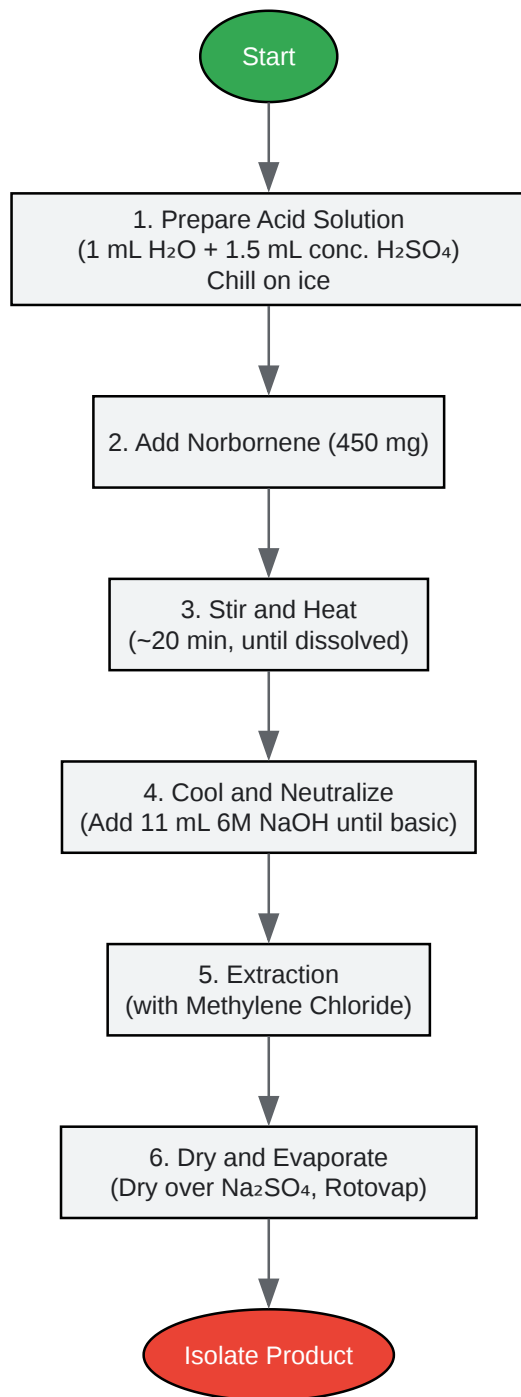 Start
1. Prepare Acid Solution
(1 mL H₂O + 1.5 mL conc. H₂SO₄)
Chill on ice
2. Add Norbornene (450 mg)
3. Stir and Heat
(~20 min, until dissolved)
4. Cool and Neutralize
(Add 11 mL 6M NaOH until basic)
5. Extraction
(with Methylene Chloride)
6. Dry and Evaporate
(Dry over Na₂SO₄, Rotovap)
Isolate Product